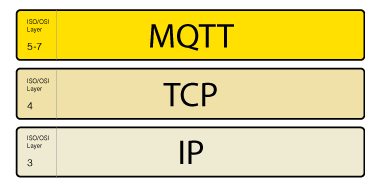 ISO/OSI
Layer
5-7
MQTT
ISO/OSI
Layer
4
TCP
ISO/OSI
Layer
3
IP